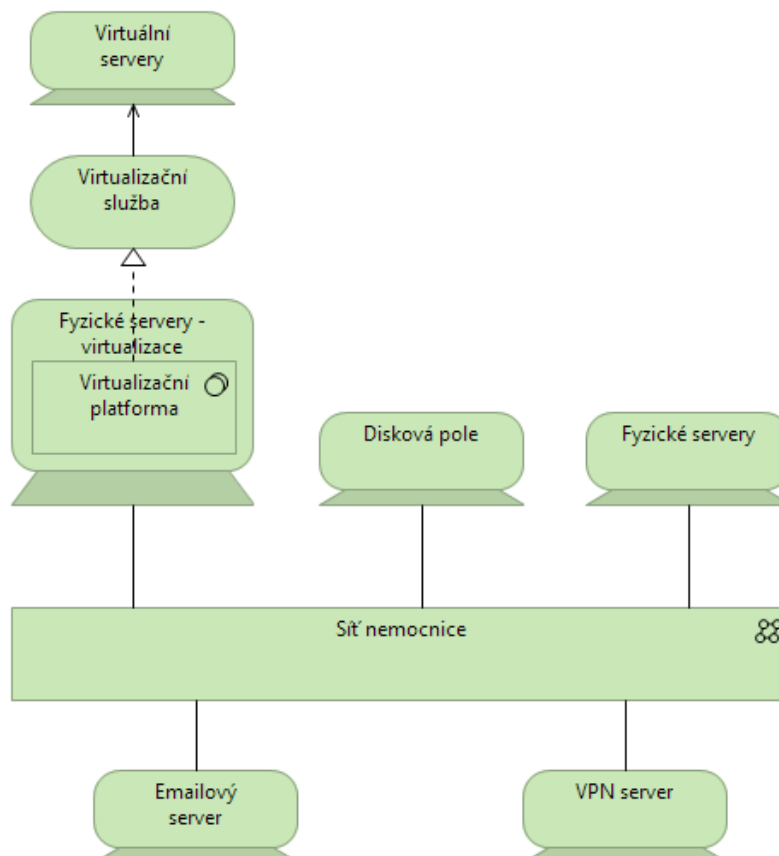 Virtuální
servery
Virtualizační
služba
Fyzické servery -
virtualizace
Virtualizační
platforma
Disková pole
Fyzické servery
Síť nemocnice
Emailový
server
VPN server